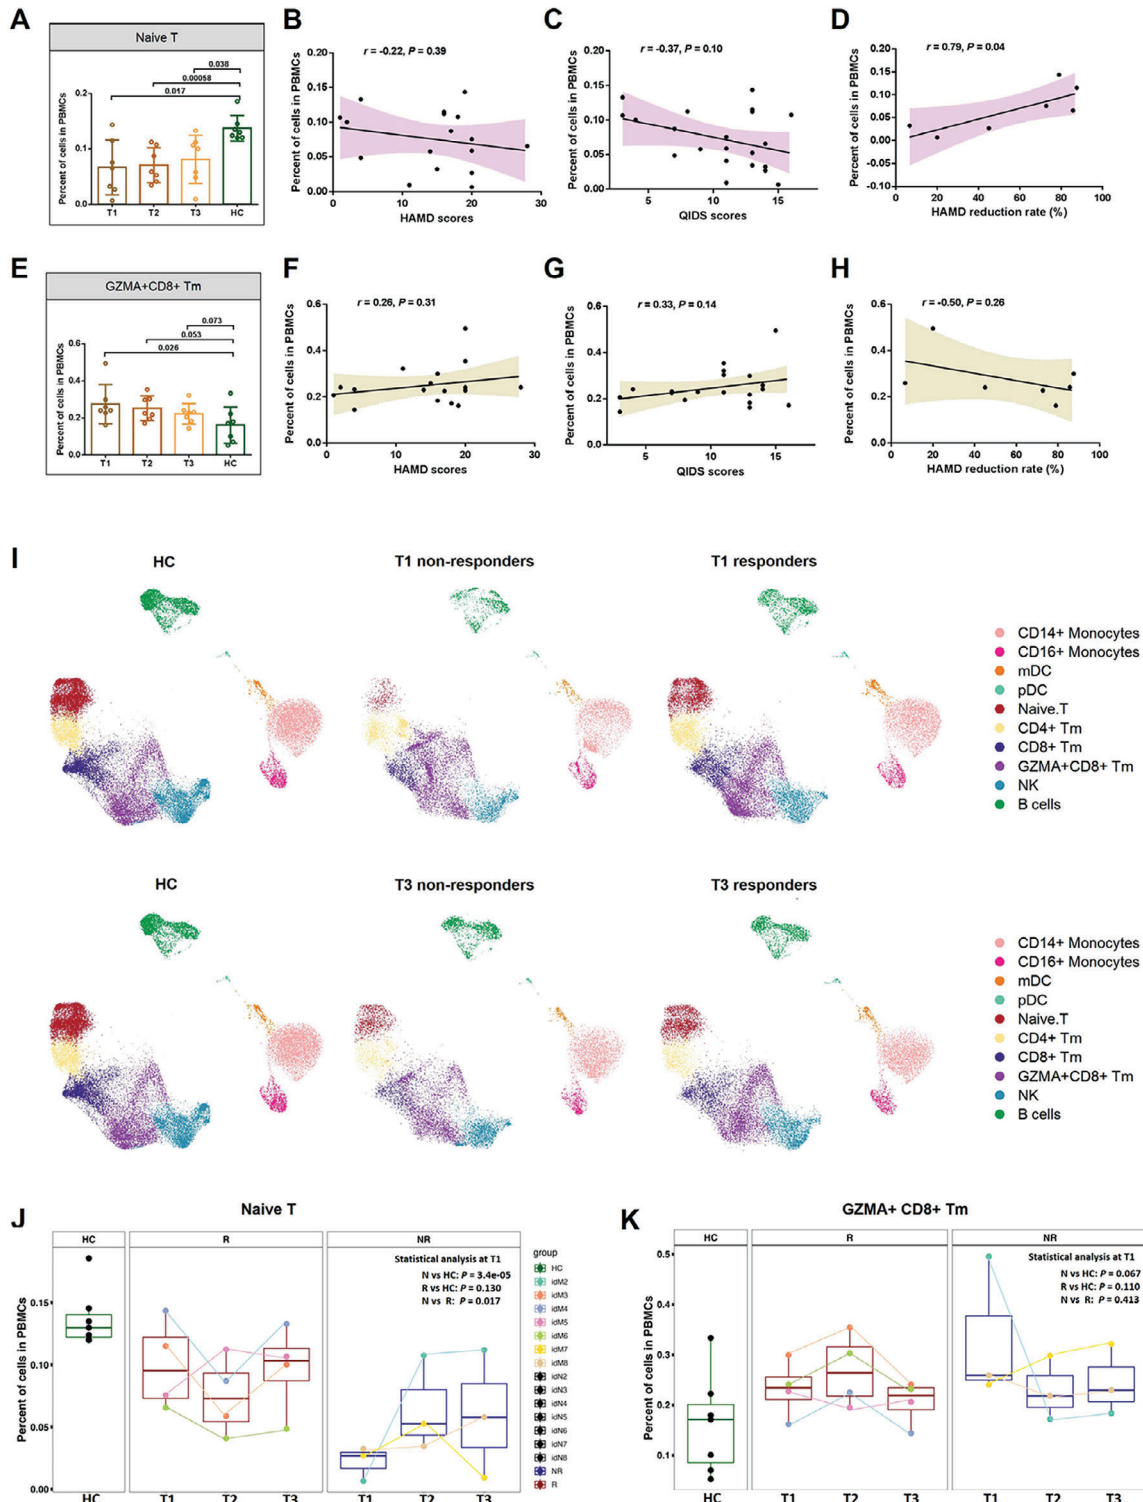 A
Naive T
0.038
0.00058
0.017
Percent of cells in PBMCs
0.2
0.1
0.0
T1 T2 T3 HC
B
r = -0.22, P = 0.39
Percent of cells in PBMCs
0.20
0.15
0.10
0.05
0.00
0 10 20 30
HAMD scores
C
r = -0.37, P = 0.10
Percent of cells in PBMCs
0.20
0.15
0.10
0.05
0.00
5 10 15
QIDS scores
D
r = 0.79, P = 0.04
Percent of cells in PBMCs
0.20
0.15
0.10
0.05
0.00
-0.10
0 20 40 60 80 100
HAMD reduction rate (%)
E
GZMA+CD8+ Tm
0.073
0.053
0.026
Percent of cells in PBMCs
0.6
0.4
0.2
0.0
T1 T2 T3 HC
F
r = 0.26, P = 0.31
Percent of cells in PBMCs
0.6
0.4
0.2
0.0
0 10 20 30
HAMD scores
G
r = 0.33, P = 0.14
Percent of cells in PBMCs
0.6
0.4
0.2
0.0
5 10 15
QIDS scores
H
r = -0.50, P = 0.26
Percent of cells in PBMCs
0.6
0.4
0.2
0.0
0 20 40 60 80 100
HAMD reduction rate (%)
I
HC
T1 non-responders
T1 responders
CD14+ Monocytes
CD16+ Monocytes
mDC
pDC
Naive.T
CD4+ Tm
CD8+ Tm
GZMA+CD8+ Tm
NK
B cells
HC
T3 non-responders
T3 responders
CD14+ Monocytes
CD16+ Monocytes
mDC
pDC
Naive.T
CD4+ Tm
CD8+ Tm
GZMA+CD8+ Tm
NK
B cells
J
Naive T
HC R NR
Statistical analysis at T1
N vs HC: P = 3.4e-05
R vs HC: P = 0.130
N vs R: P = 0.017
Percent of cells in PBMCs
0.15
0.10
0.05
0.00
HC T1 T2 T3 T1 T2 T3
group
HC
idM2
idM3
idM4
idM5
idM6
idM7
idM8
idN2
idN3
idN4
idN5
idN6
idN7
idN8
NR
R
K
GZMA+ CD8+ Tm
HC R NR
Statistical analysis at T1
N vs HC: P = 0.067
R vs HC: P = 0.110
N vs R: P = 0.413
Percent of cells in PBMCs
0.5
0.4
0.3
0.2
0.1
HC T1 T2 T3 T1 T2 T3